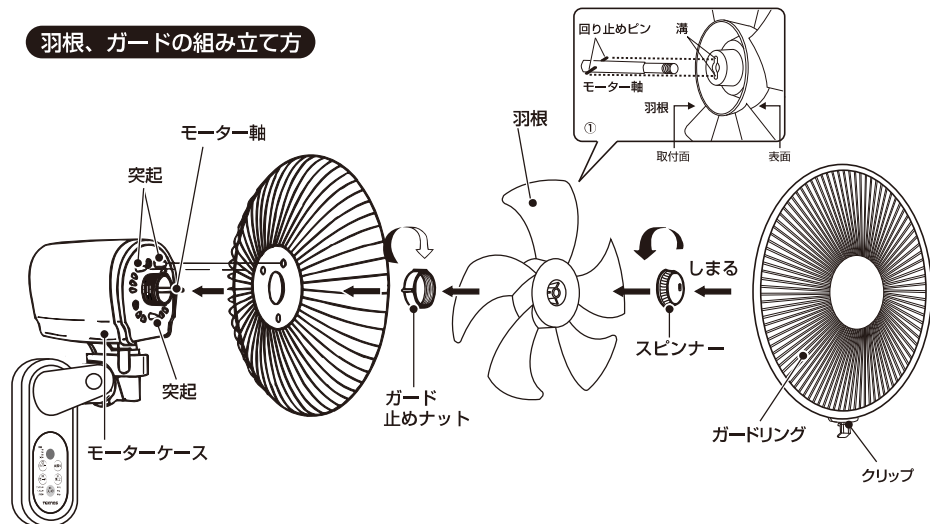 羽根、ガードの組み立て方
回り止めピン
溝
モーター軸
羽根
①
取付面
表面
モーター軸
突起
羽根
しまる
スピンナー
突起
ガード
止めナット
モーターケース
ガードリング
クリップ